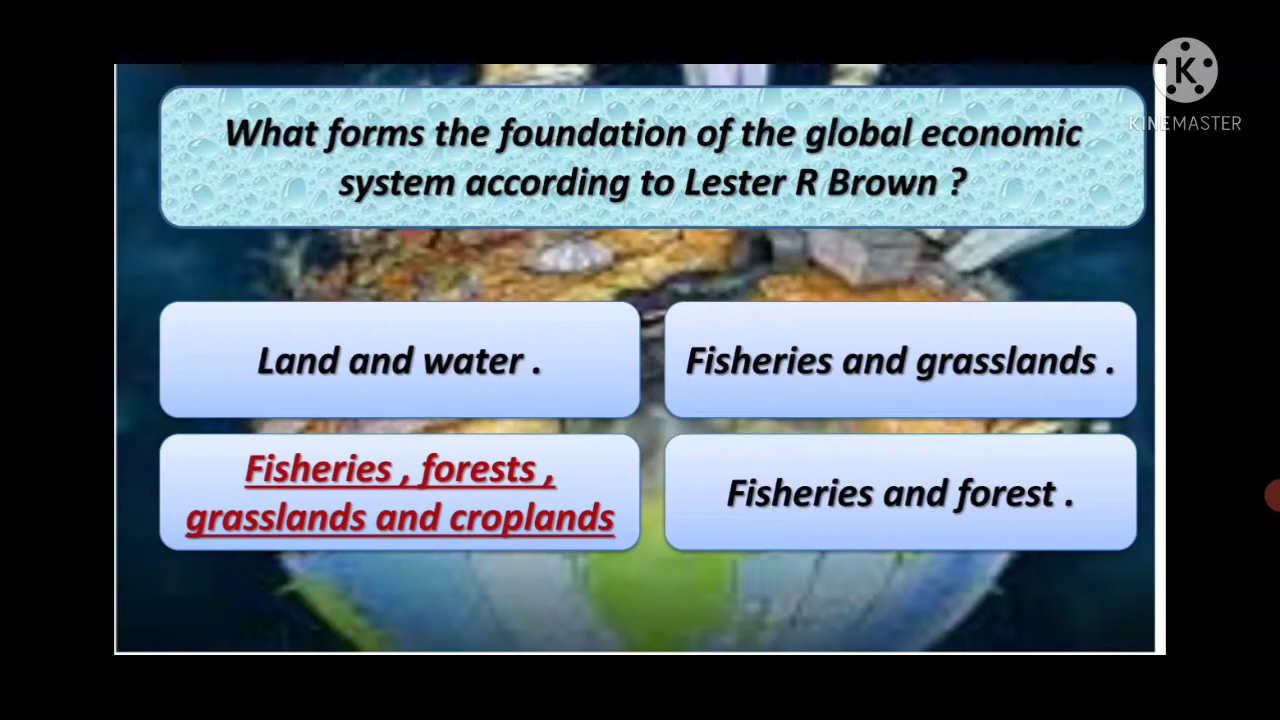 K
KINEMASTER
What forms the foundation of the global economic
system according to Lester R Brown ?
Land and water .
Fisheries and grasslands .
Fisheries , forests ,
grasslands and croplands
Fisheries and forest .